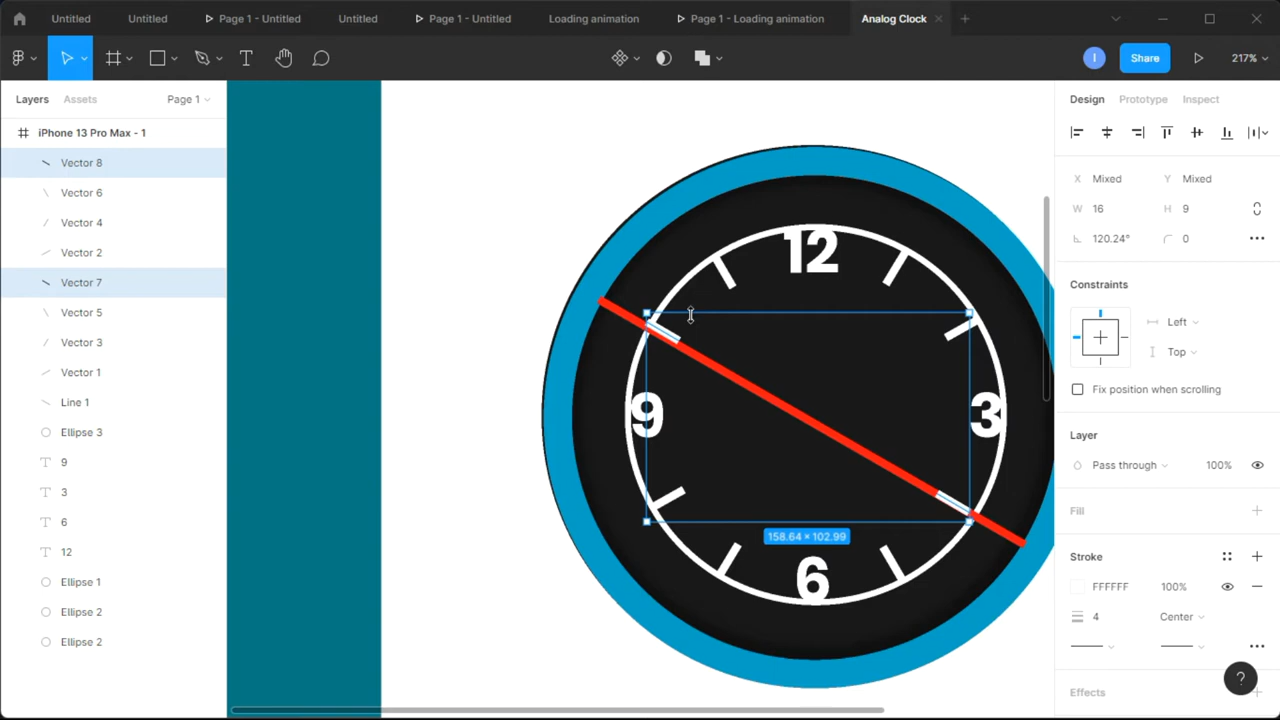 Untitled
Untitled
Page 1 - Untitled
Untitled
Page 1 - Untitled
Loading animation
Page 1 - Loading animation
Analog Clock
T
I
Share
217%
Layers
Assets
Page 1
iPhone 13 Pro Max - 1
Vector 8
Vector 6
Vector 4
Vector 2
Vector 7
Vector 5
Vector 3
Vector 1
Line 1
Ellipse 3
9
3
6
12
Ellipse 1
Ellipse 2
Ellipse 2
12
9
3
6
158.64 × 102.99
Design
Prototype
Inspect
X Mixed
Y Mixed
W 16
H 9
120.24°
0
Constraints
Left
Top
Fix position when scrolling
Layer
Pass through
100%
Fill
Stroke
FFFFFF
100%
4
Center
Effects
?